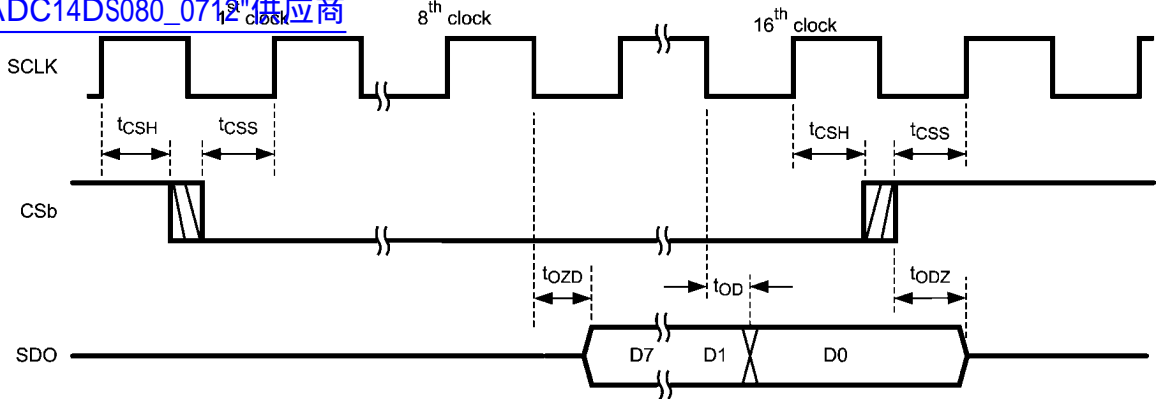 ADC14DS080_0712"供应商
1st clock
8th clock
16th clock
SCLK
tCSH
tCSS
tCSH
tCSS
CSb
tOZD
tOD
tODZ
SDO
D7
D1
D0